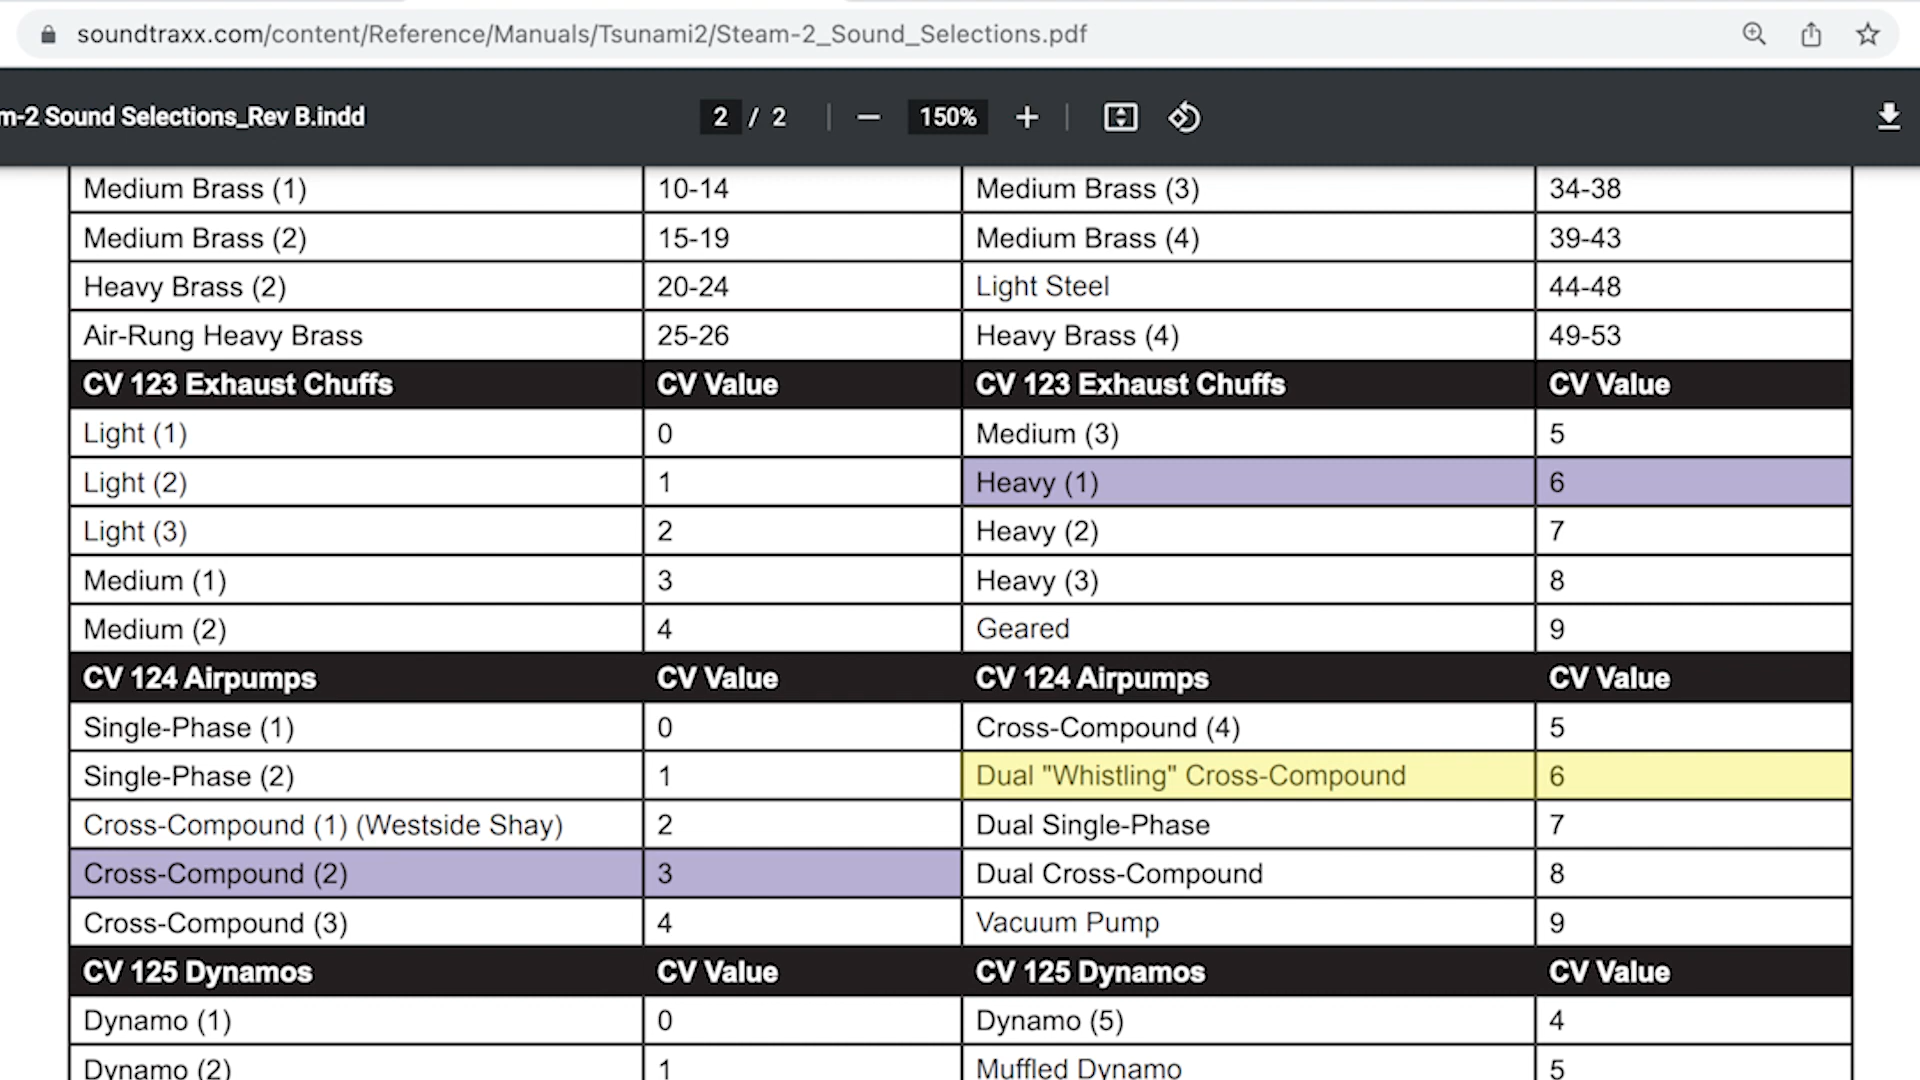 soundtraxx.com/content/Reference/Manuals/Tsunami2/Steam-2_Sound_Selections.pdf
m-2 Sound Selections_Rev B.indd 2 / 2 150%
Medium Brass (1) 10-14 Medium Brass (3) 34-38
Medium Brass (2) 15-19 Medium Brass (4) 39-43
Heavy Brass (2) 20-24 Light Steel 44-48
Air-Rung Heavy Brass 25-26 Heavy Brass (4) 49-53
CV 123 Exhaust Chuffs CV Value CV 123 Exhaust Chuffs CV Value
Light (1) 0 Medium (3) 5
Light (2) 1 Heavy (1) 6
Light (3) 2 Heavy (2) 7
Medium (1) 3 Heavy (3) 8
Medium (2) 4 Geared 9
CV 124 Airpumps CV Value CV 124 Airpumps CV Value
Single-Phase (1) 0 Cross-Compound (4) 5
Single-Phase (2) 1 Dual "Whistling" Cross-Compound 6
Cross-Compound (1) (Westside Shay) 2 Dual Single-Phase 7
Cross-Compound (2) 3 Dual Cross-Compound 8
Cross-Compound (3) 4 Vacuum Pump 9
CV 125 Dynamos CV Value CV 125 Dynamos CV Value
Dynamo (1) 0 Dynamo (5) 4
Dynamo (2) 1 Muffled Dynamo 5